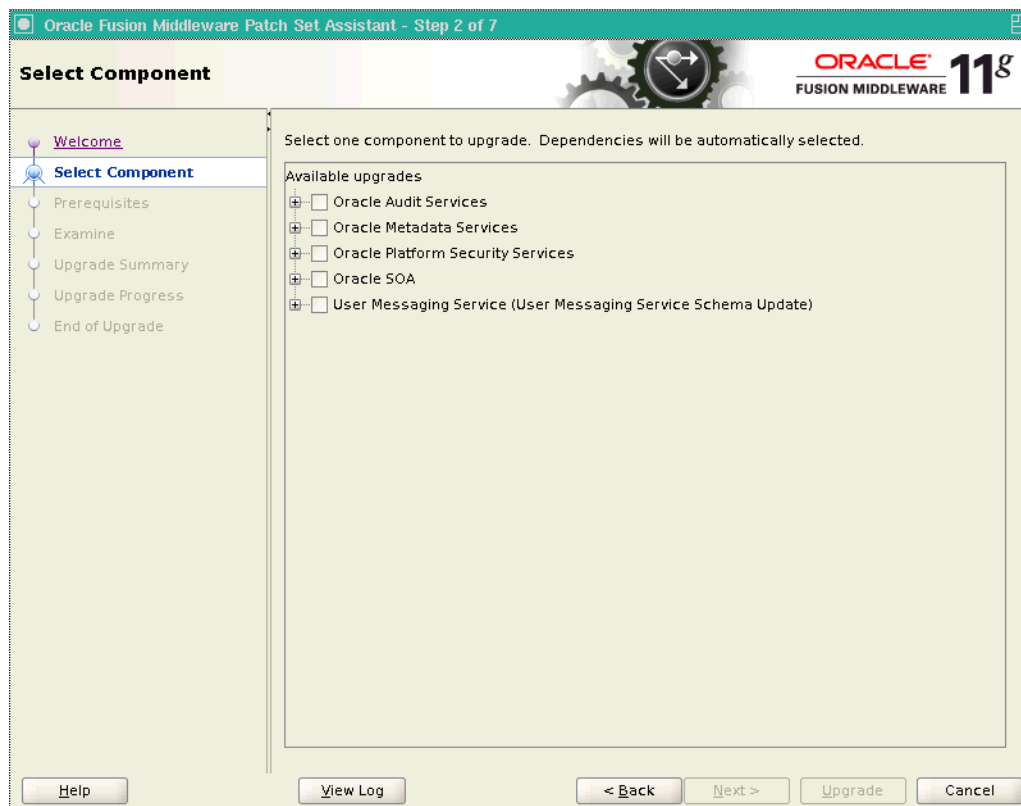 Oracle Fusion Middleware Patch Set Assistant - Step 2 of 7
Select Component
ORACLE
FUSION MIDDLEWARE 11g
Welcome
Select Component
Prerequisites
Examine
Upgrade Summary
Upgrade Progress
End of Upgrade
Select one component to upgrade. Dependencies will be automatically selected.
Available upgrades
Oracle Audit Services
Oracle Metadata Services
Oracle Platform Security Services
Oracle SOA
User Messaging Service (User Messaging Service Schema Update)
Help
View Log
< Back
Next >
Upgrade
Cancel